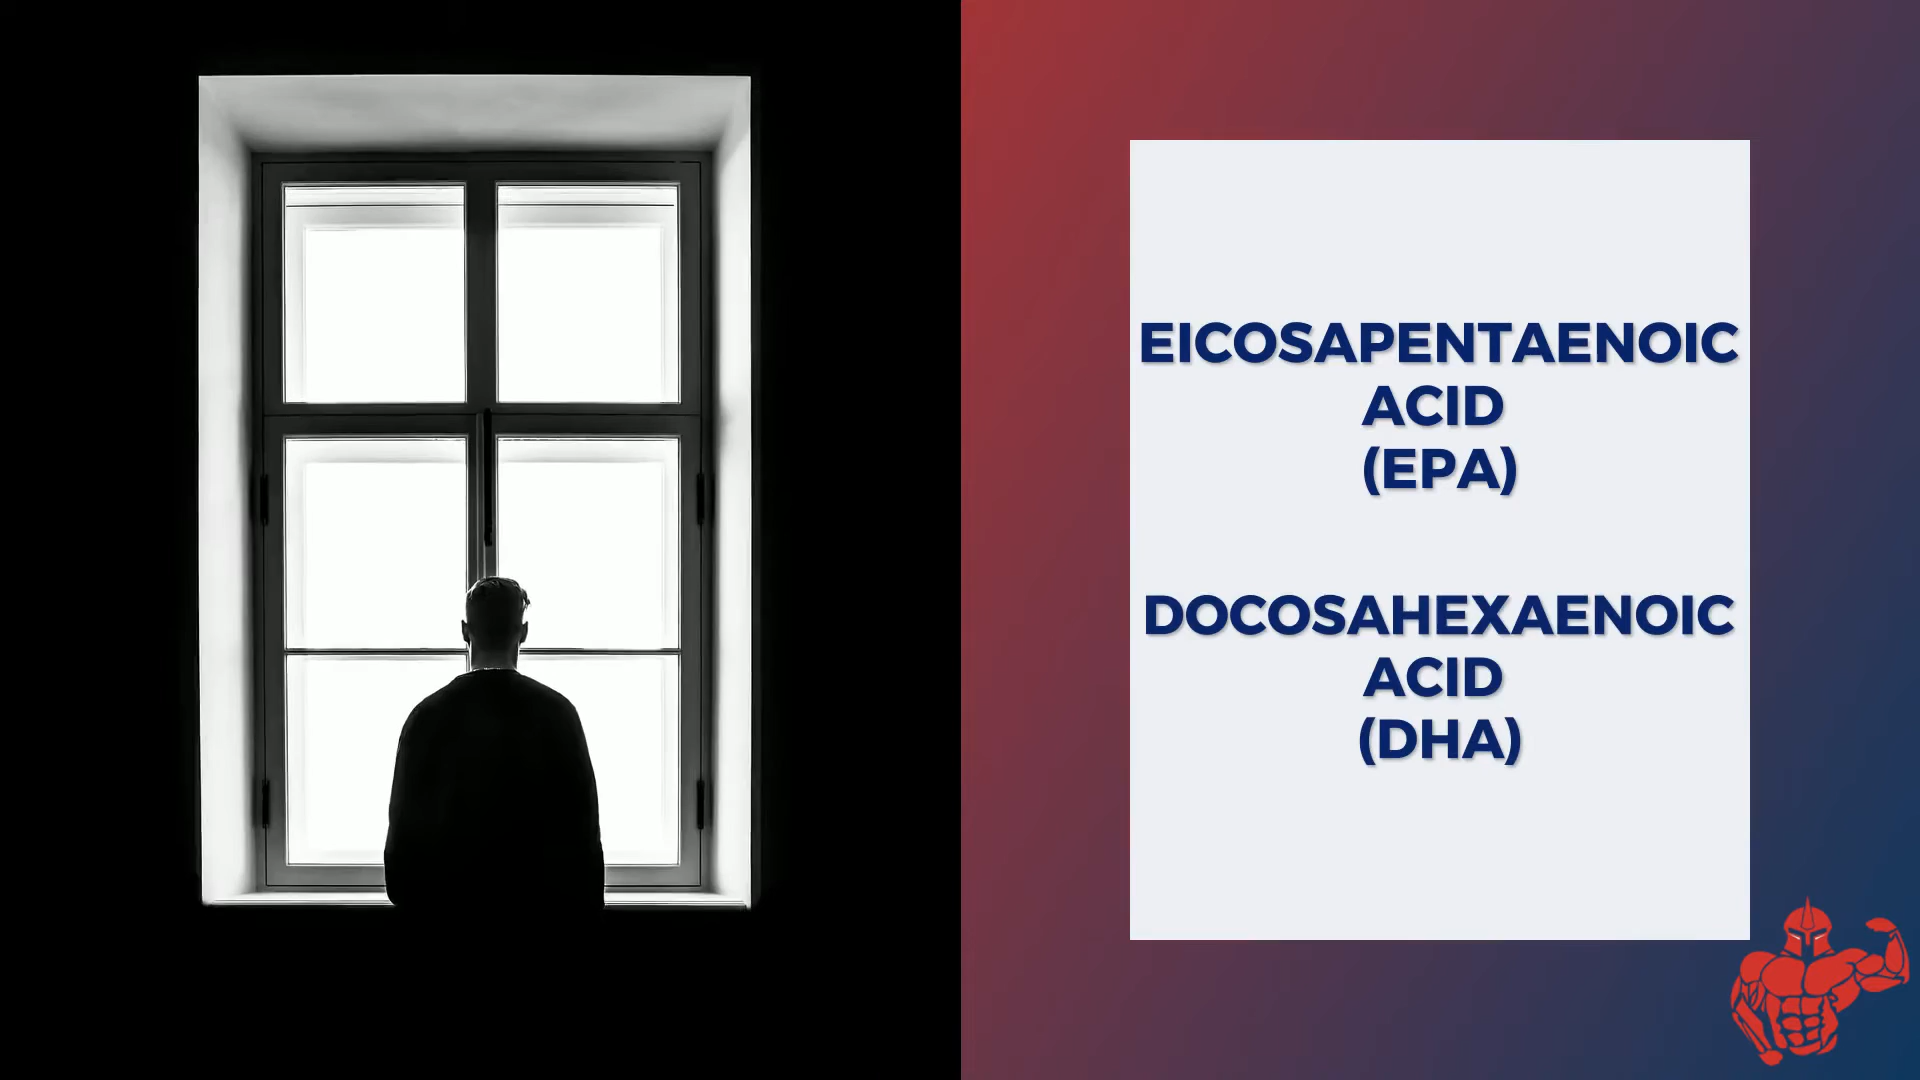 EICOSAPENTAENOIC
ACID
(EPA)
DOCOSAHEXAENOIC
ACID
(DHA)